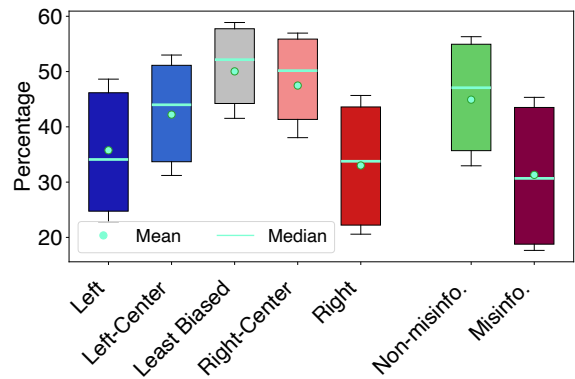 Percentage
60
50
40
30
20
Mean
Median
Left
Left-Center
Least Biased
Right-Center
Right
Non-misinfo.
Misinfo.